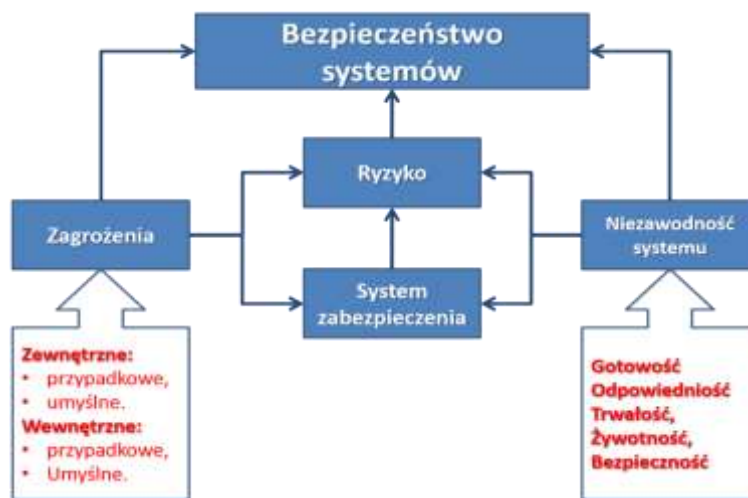 Bezpieczeństwo
systemów
Ryzyko
Zagrożenia
Niezawodność
systemu
System
zabezpieczenia
Zewnętrzne:
• przypadkowe,
• umyślne.
Wewnętrzne:
• przypadkowe,
• Umyślne.
Gotowość
Odpowiedniość
Trwałość,
Żywotność,
Bezpieczność